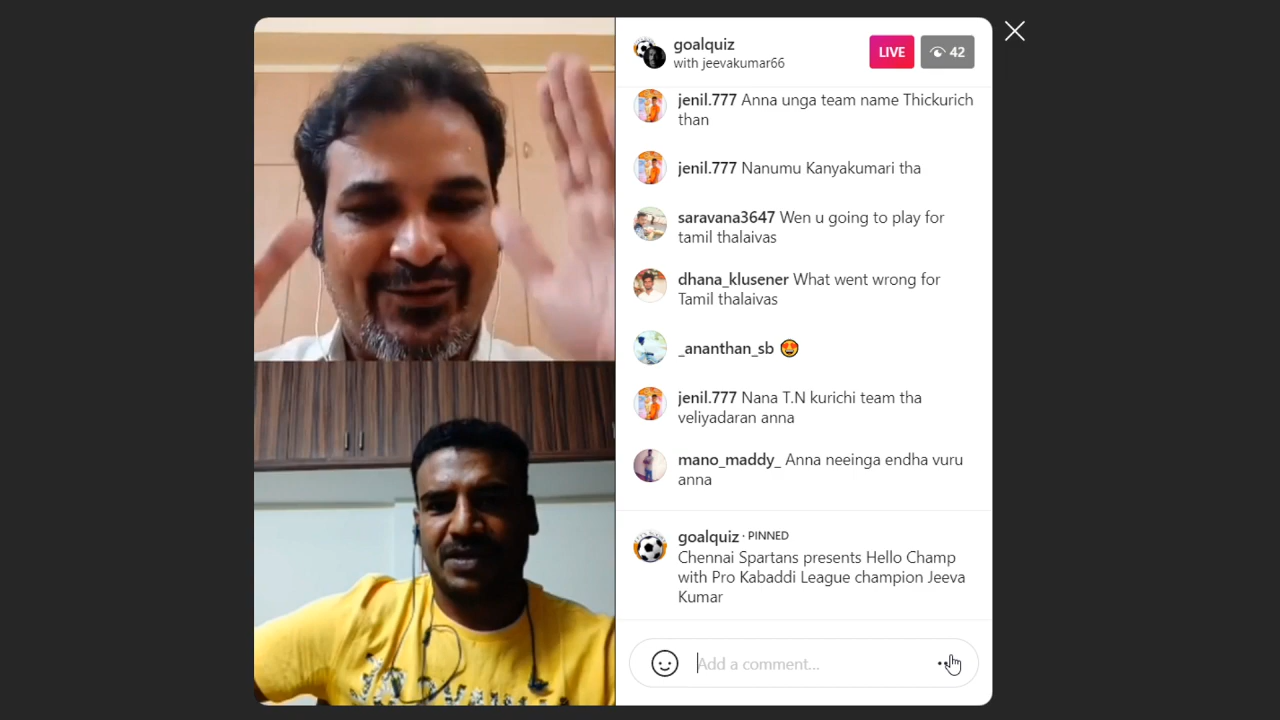 goalquiz
with jeevakumar66
LIVE
42
jenil.777 Anna unga team name Thickurich
than
jenil.777 Nanumu Kanyakumari tha
saravana3647 Wen u going to play for
tamil thalaivas
dhana_klusener What went wrong for
Tamil thalaivas
_ananthan_sb 😍
jenil.777 Nana T.N kurichi team tha
veliyadaran anna
mano_maddy_ Anna neeinga endha vuru
anna
goalquiz · PINNED
Chennai Spartans presents Hello Champ
with Pro Kabaddi League champion Jeeva
Kumar
Add a comment...